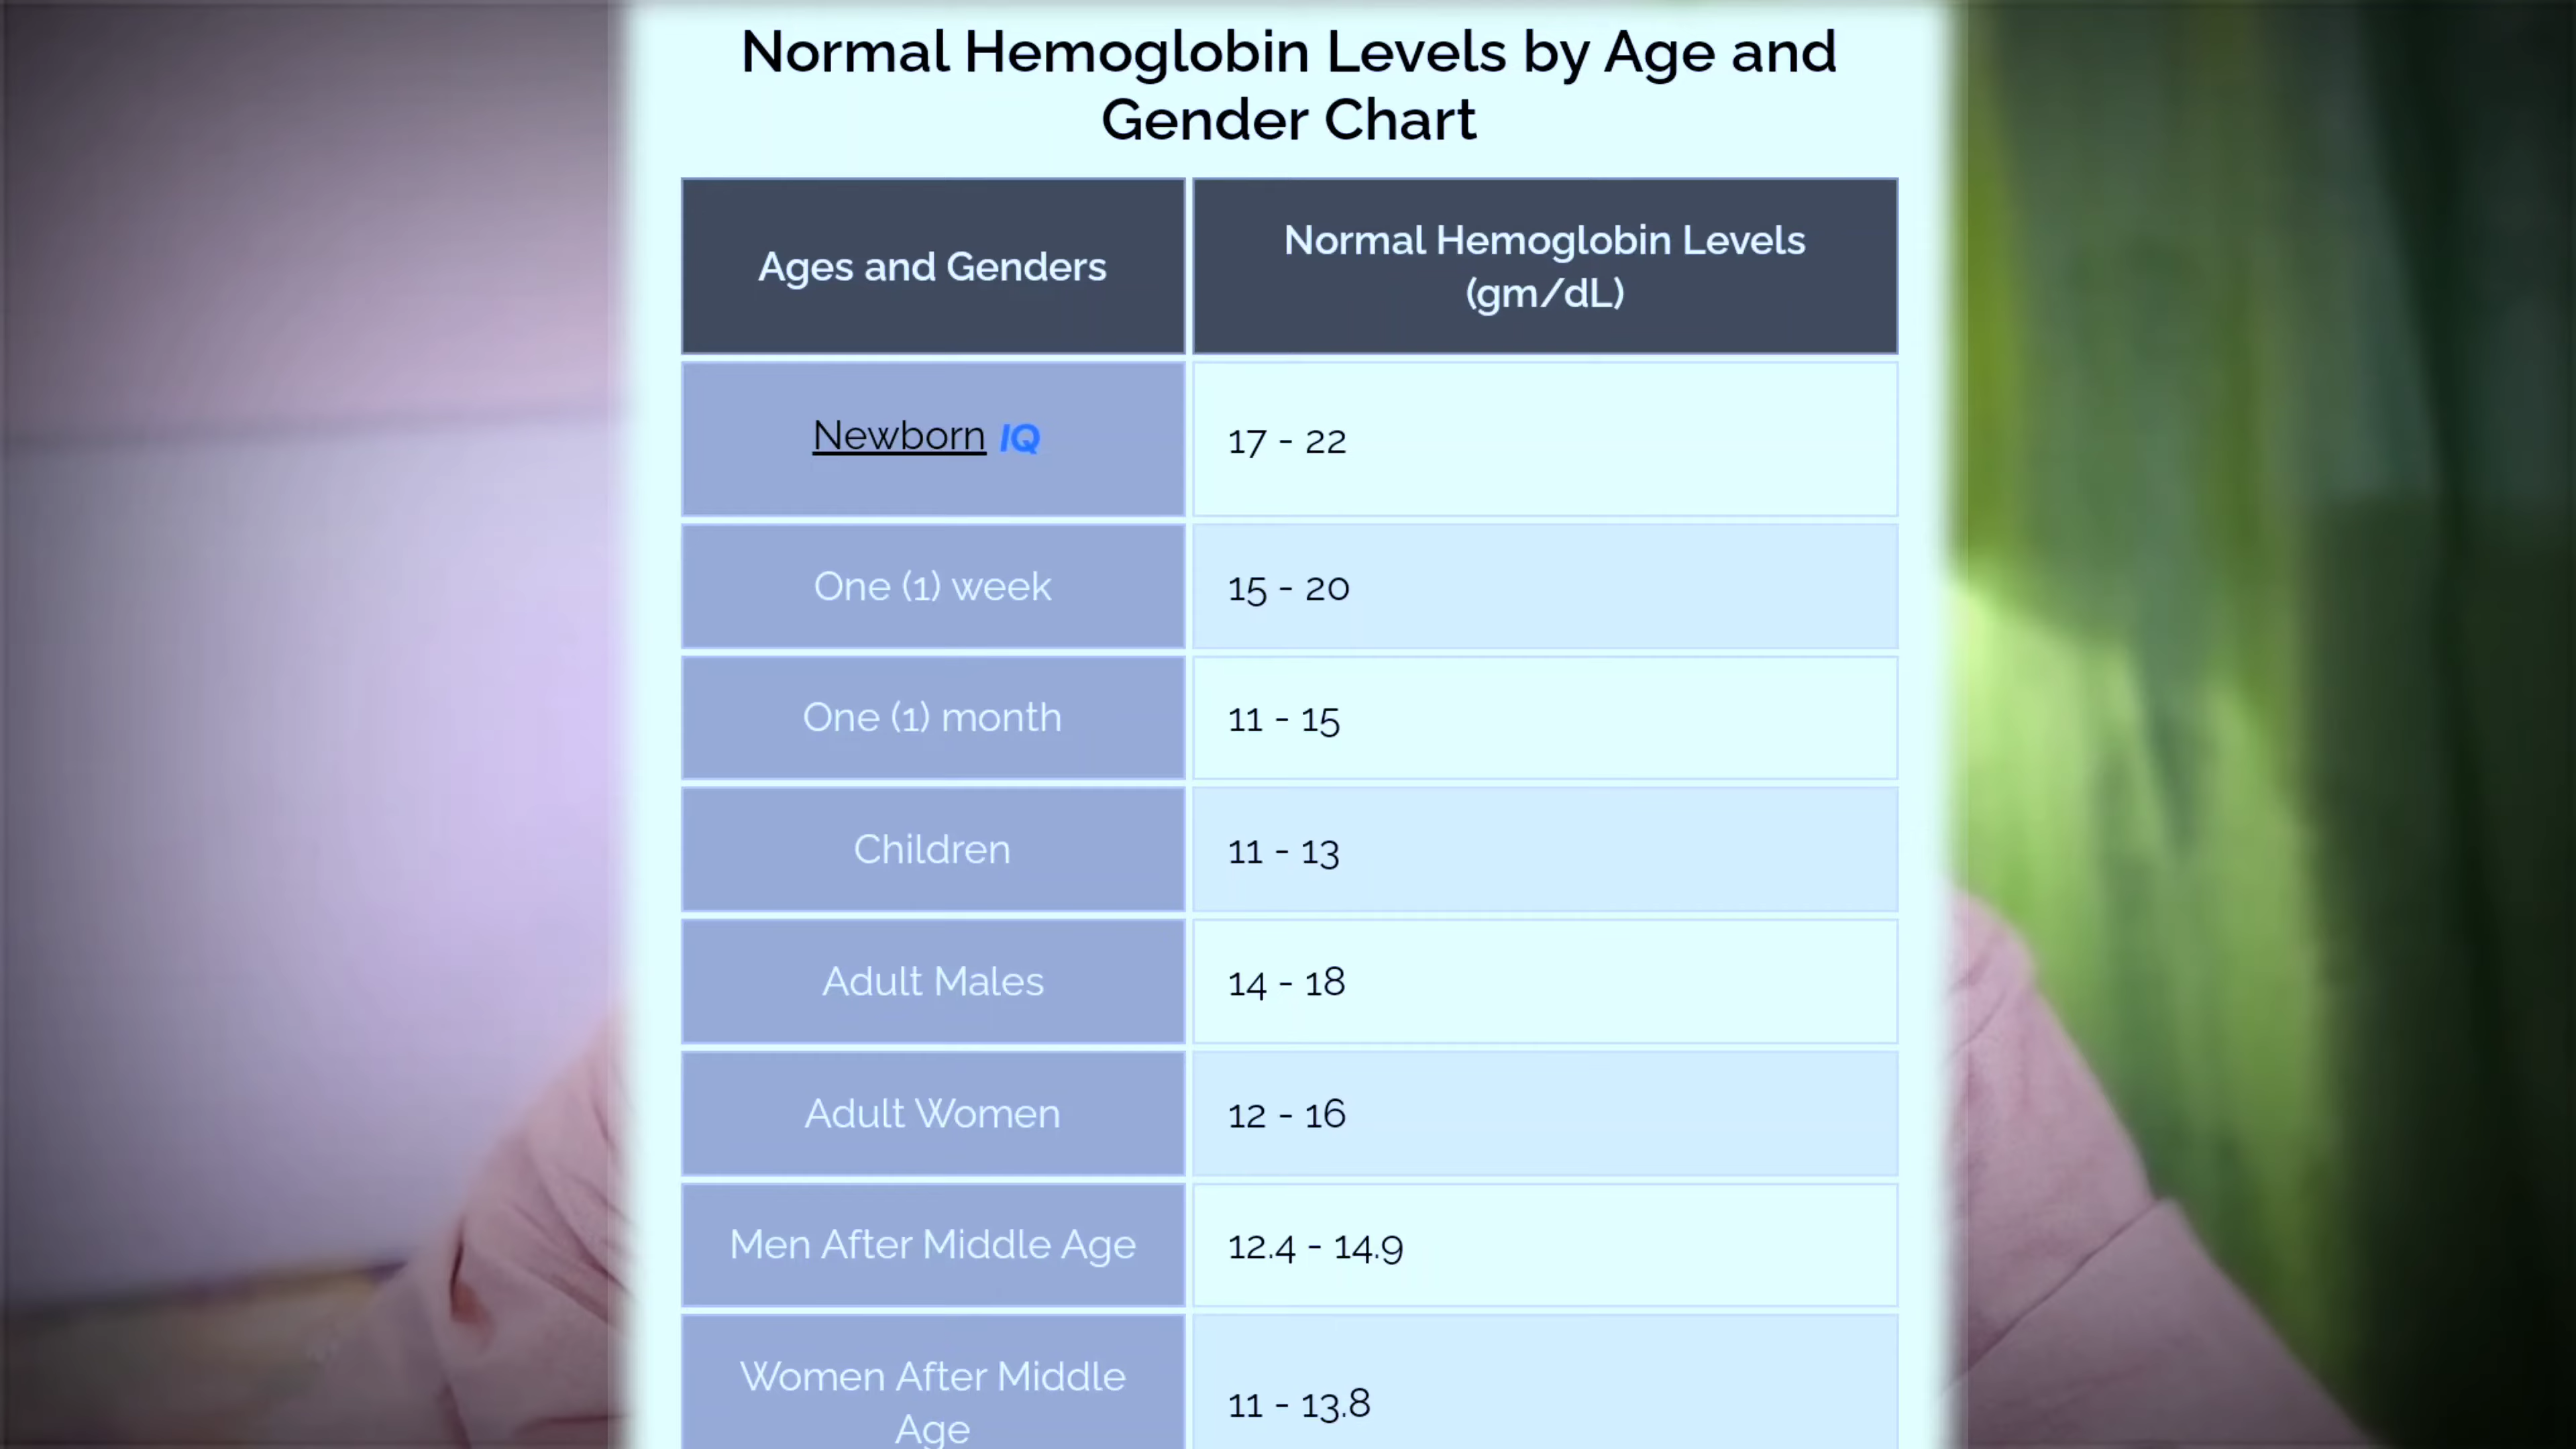 Normal Hemoglobin Levels by Age and
Gender Chart
Ages and Genders
Normal Hemoglobin Levels
(gm/dL)
Newborn IQ
17 - 22
One (1) week
15 - 20
One (1) month
11 - 15
Children
11 - 13
Adult Males
14 - 18
Adult Women
12 - 16
Men After Middle Age
12.4 - 14.9
Women After Middle
Age
11 - 13.8